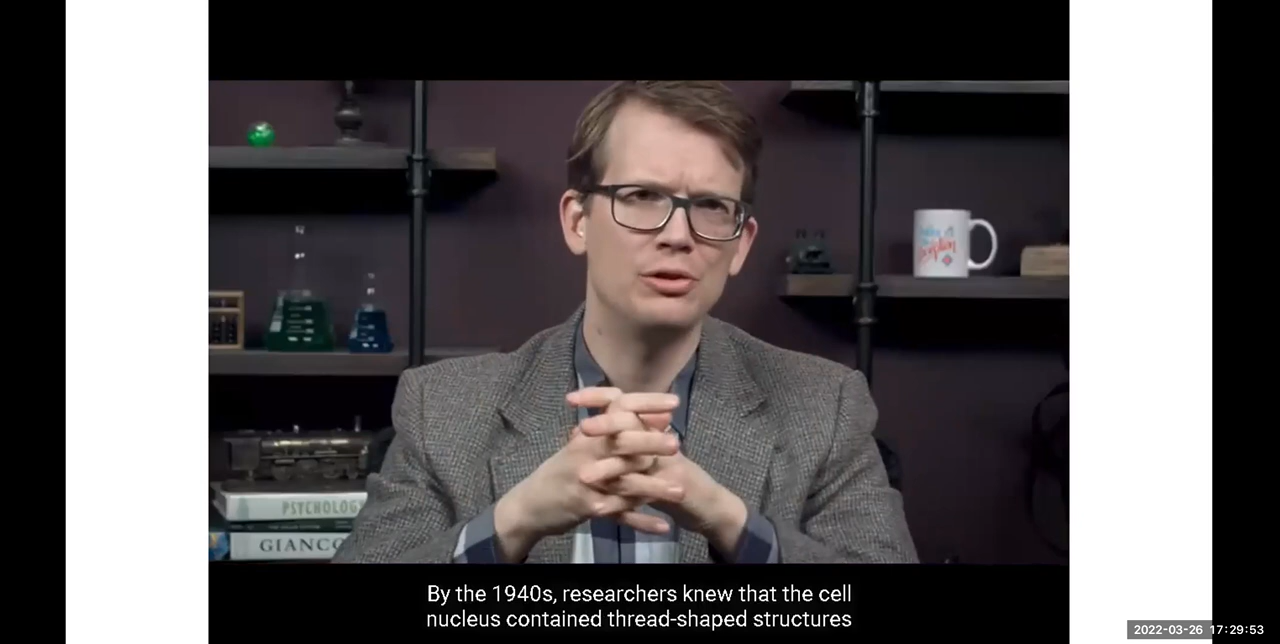 PSYCHOLOGY
GIANCO
By the 1940s, researchers knew that the cell
nucleus contained thread-shaped structures
2022-03-26 17:29:53